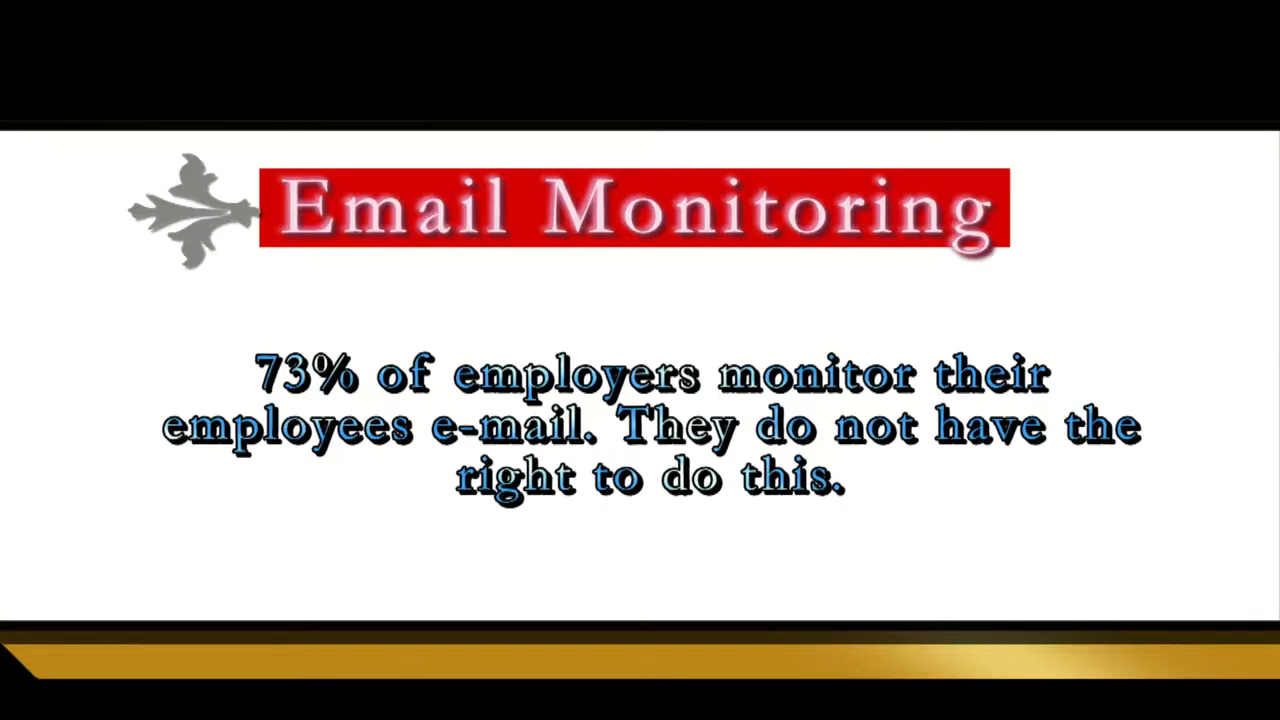 Email Monitoring
73% of employers monitor their
employees e-mail. They do not have the
right to do this.